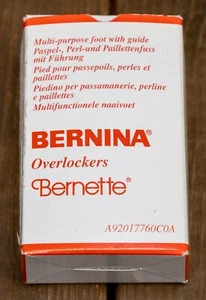 Multi-purpose foot with guide
Paspel-, Perl-und Paillettenfuss
mit Führung
Pied pour passepoils, perles et
paillettes
Piedino per passamanerie, perline
e paillettes
Multifunctionele naaivoet
BERNINA®
Overlockers
Bernette®
A92017760C0A